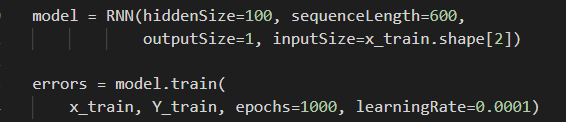 model = RNN(hiddenSize=100, sequenceLength=600,
outputSize=1, inputSize=x_train.shape[2])
errors = model.train(
x_train, Y_train, epochs=1000, learningRate=0.0001)